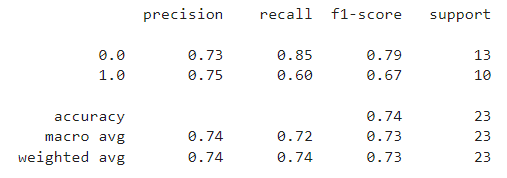 precision recall f1-score support
0.0 0.73 0.85 0.79 13
1.0 0.75 0.60 0.67 10
accuracy 0.74 23
macro avg 0.74 0.72 0.73 23
weighted avg 0.74 0.74 0.73 23